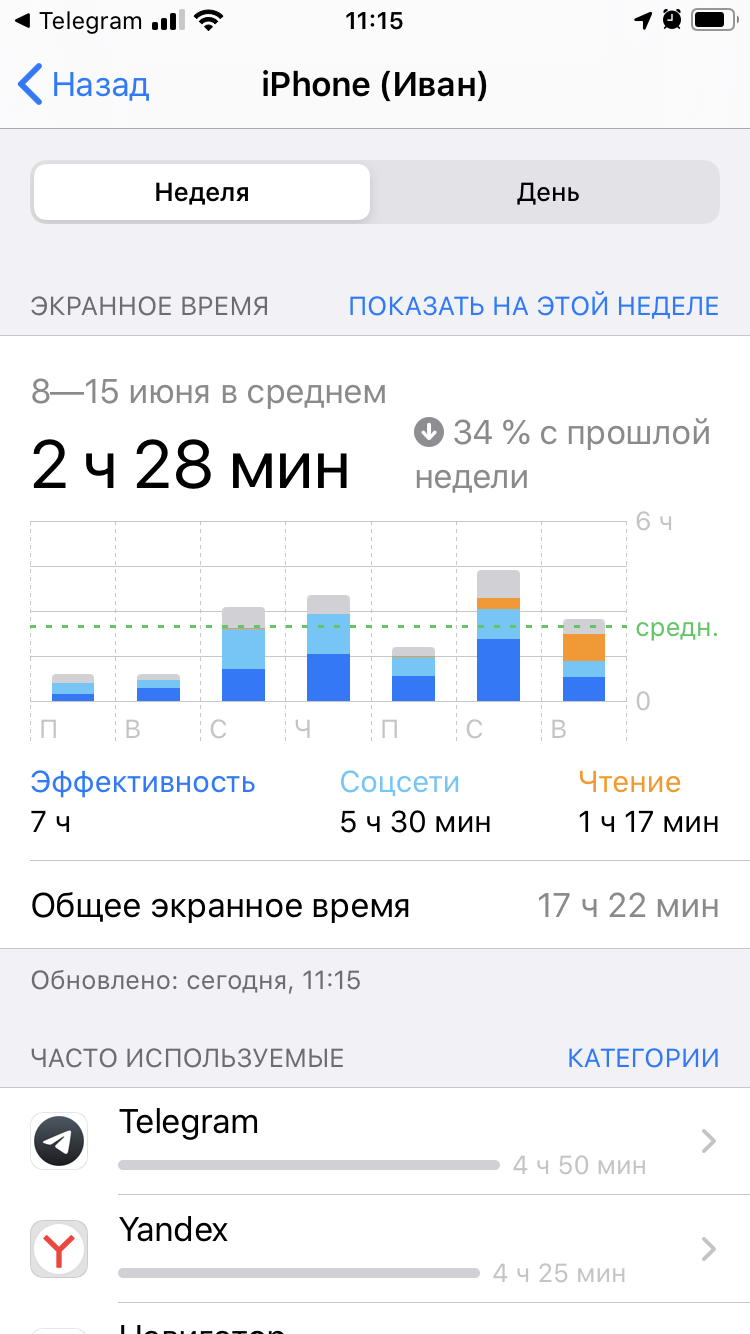 Telegram 11:15
Назад iPhone (Иван)
Неделя День
ЭКРАННОЕ ВРЕМЯ ПОКАЗАТЬ НА ЭТОЙ НЕДЕЛЕ
8—15 июня в среднем
2 ч 28 мин
34 % с прошлой
недели
6 ч
средн.
0
П В С Ч П С В
Эффективность Соцсети Чтение
7 ч 5 ч 30 мин 1 ч 17 мин
Общее экранное время 17 ч 22 мин
Обновлено: сегодня, 11:15
ЧАСТО ИСПОЛЬЗУЕМЫЕ КАТЕГОРИИ
Telegram
4 ч 50 мин
Yandex
4 ч 25 мин
Навигатор